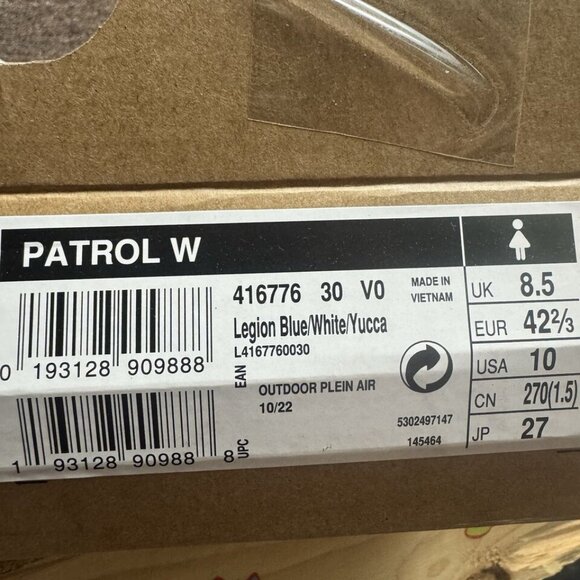 PATROL W
416776 30 V0
MADE IN
VIETNAM
Legion Blue/White/Yucca
L4167760030
0 193128 909888
EAN
OUTDOOR PLEIN AIR
10/22
5302497147
145464
1 93128 90988 8
UPC
UK 8.5
EUR 42⅔
USA 10
CN 270(1.5)
JP 27